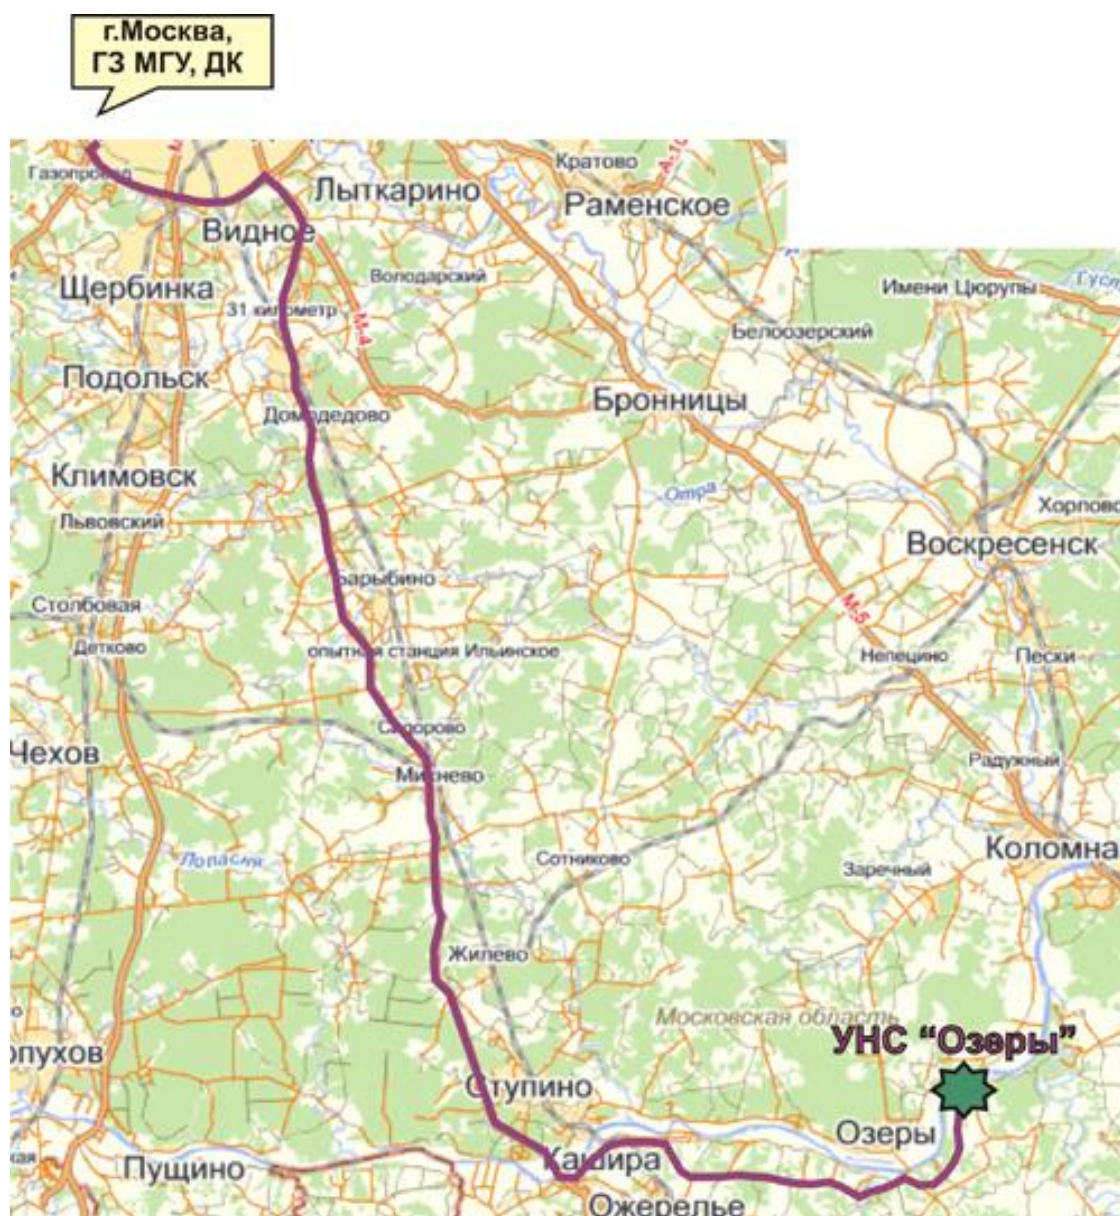 г.Москва,
ГЗ МГУ, ДК
Газопровод
Кратово
Лыткарино
Раменское
Видное
Володарский
Щербинка
31 километр
М-4
Имени Цюрупы
Белоозерский
Подольск
Домодедово
Бронницы
Климовск
Отра
Львовский
Хорлово
Воскресенск
Барыбино
Столбовая
М-5
Детково
опытная станция Ильинское
Непецино
Пески
Сидорово
Чехов
Михнево
Радужный
Лопасня
Сотниково
Коломна
Заречный
Жилево
Московская область
УНС “Озеры”
опухов
Ступино
Озеры
Пущино
Кашира
Ожерелье